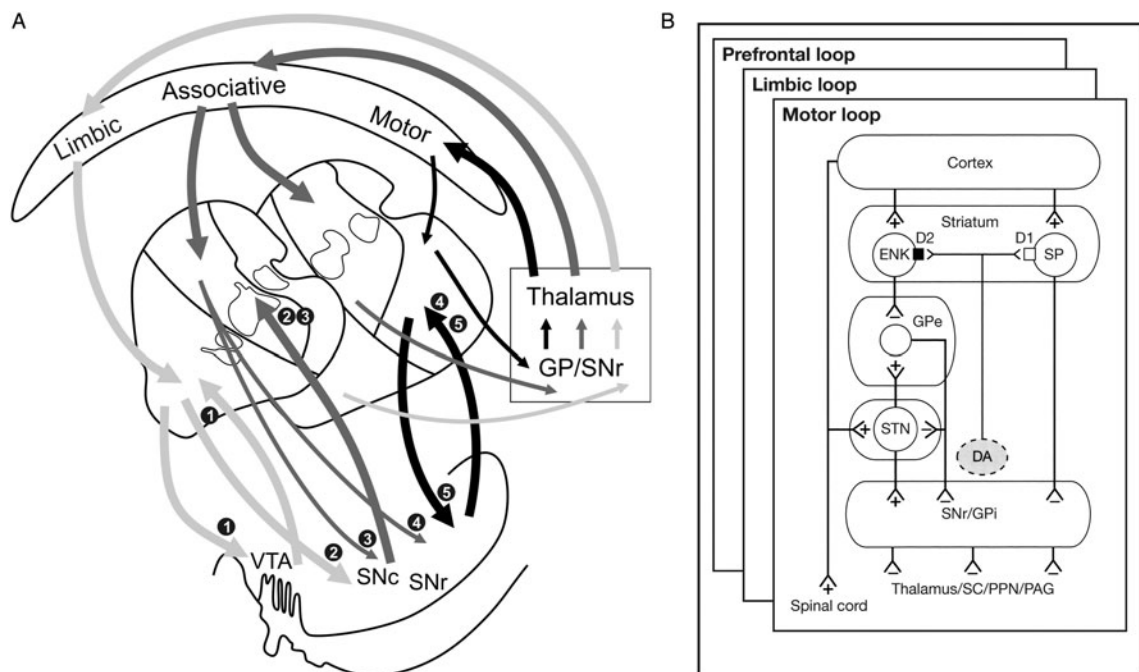 A
Limbic
Associative
Motor
Thalamus
GP/SNr
2 3
4
5
1
1
2
3
4
5
VTA
SNc
SNr
B
Prefrontal loop
Limbic loop
Motor loop
Cortex
+ +
Striatum
D2 D1
ENK SP
−
GPe
+
+ STN −
DA
+ − −
SNr/GPi
− − −
Thalamus/SC/PPN/PAG
+
Spinal cord